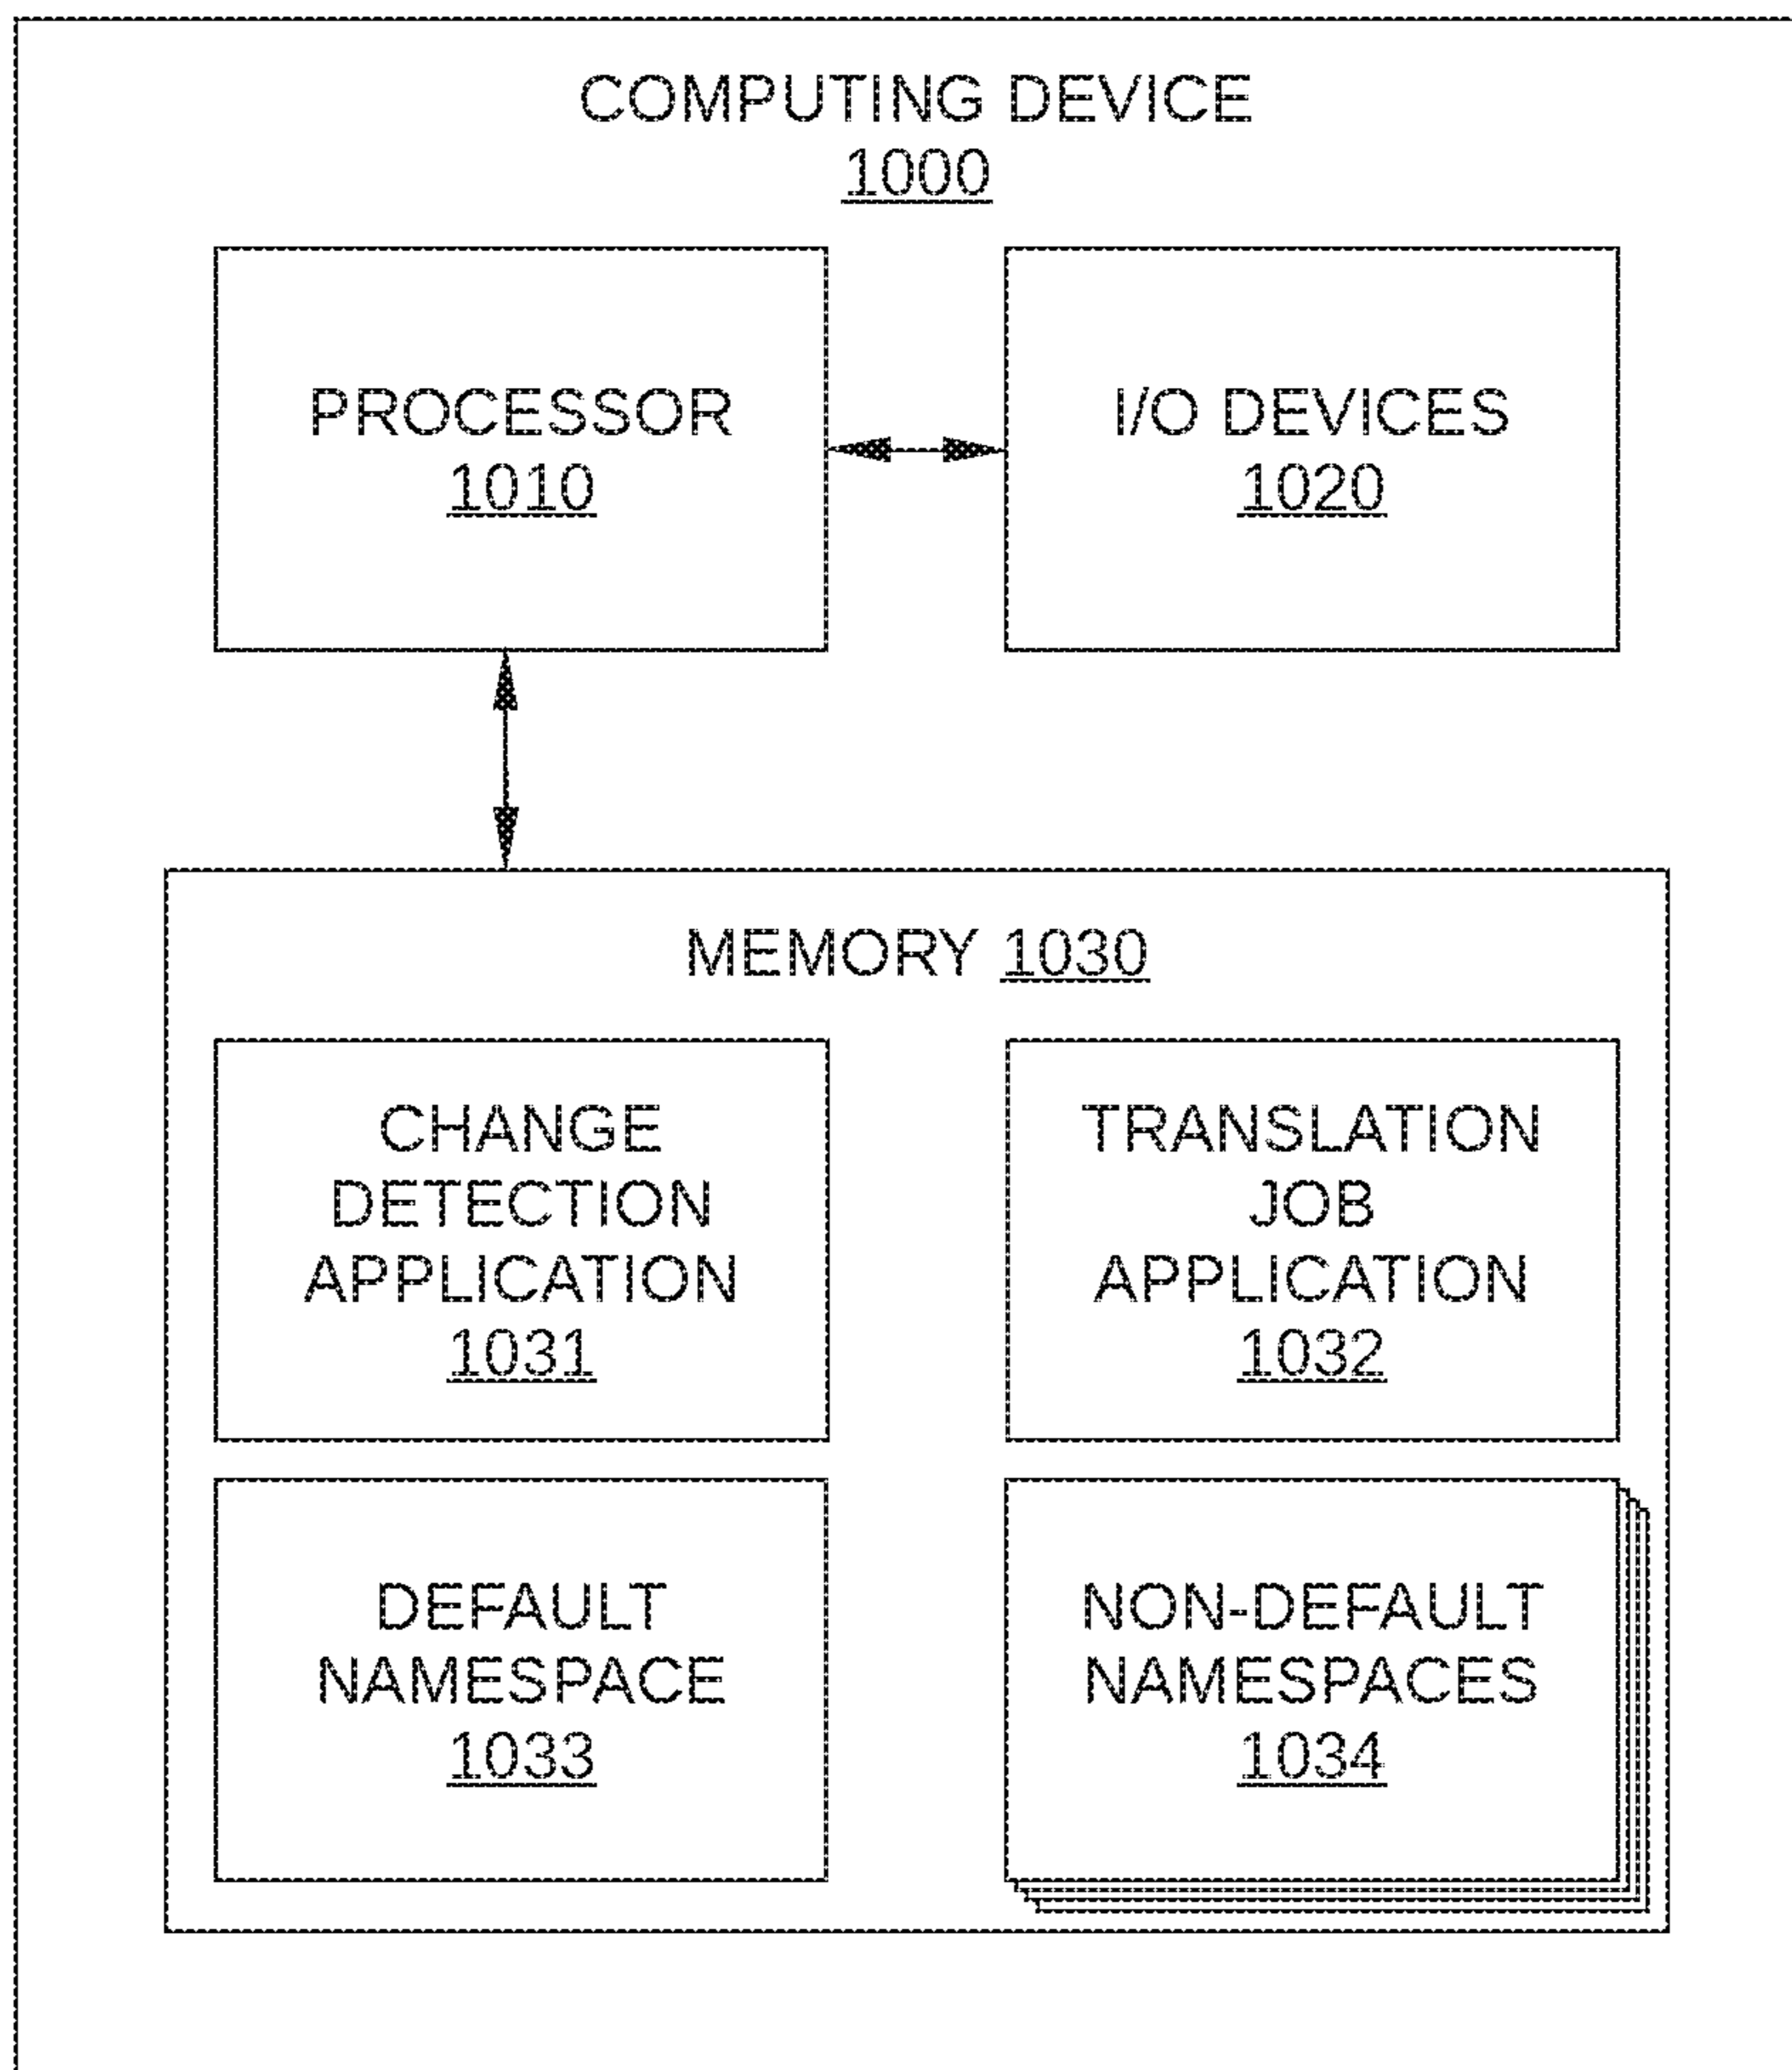 COMPUTING DEVICE
1000
PROCESSOR
1010
I/O DEVICES
1020
MEMORY 1030
CHANGE
DETECTION
APPLICATION
1031
TRANSLATION
JOB
APPLICATION
1032
DEFAULT
NAMESPACE
1033
NON-DEFAULT
NAMESPACES
1034